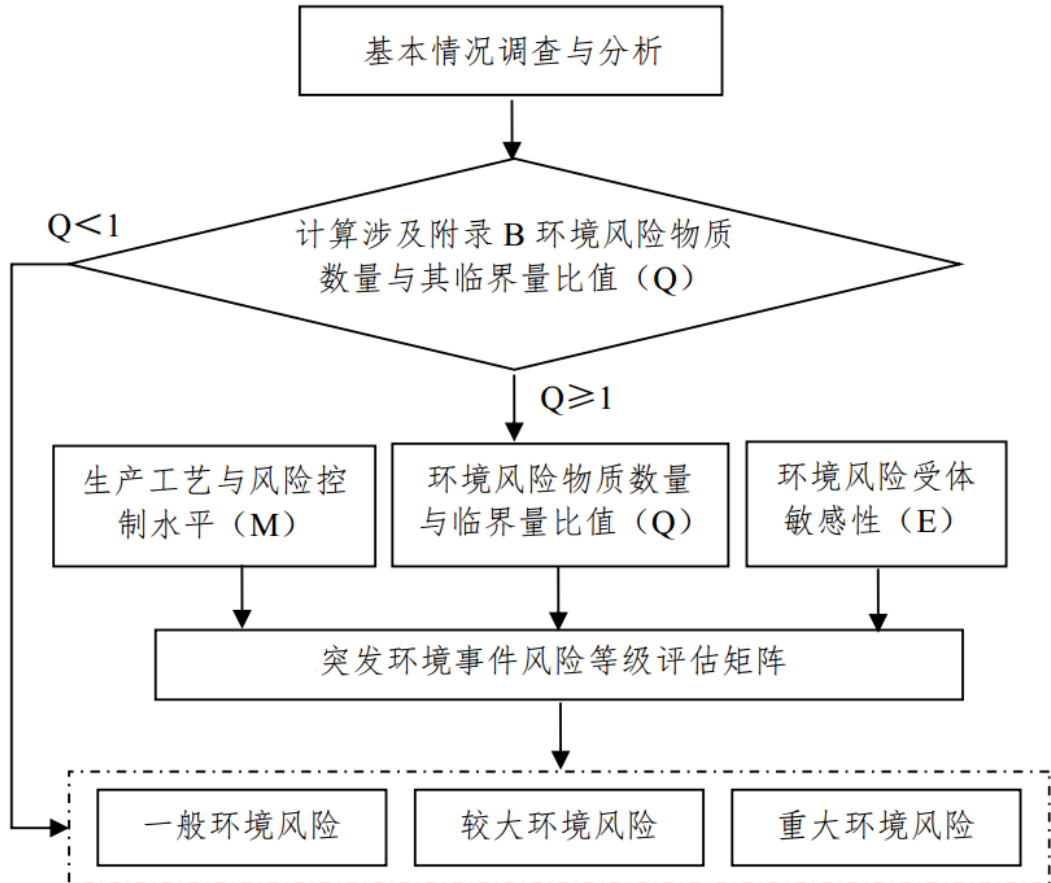 基本情况调查与分析
Q＜1
计算涉及附录 B 环境风险物质
数量与其临界量比值（Q）
Q≥1
生产工艺与风险控
制水平（M）
环境风险物质数量
与临界量比值（Q）
环境风险受体
敏感性（E）
突发环境事件风险等级评估矩阵
一般环境风险
较大环境风险
重大环境风险